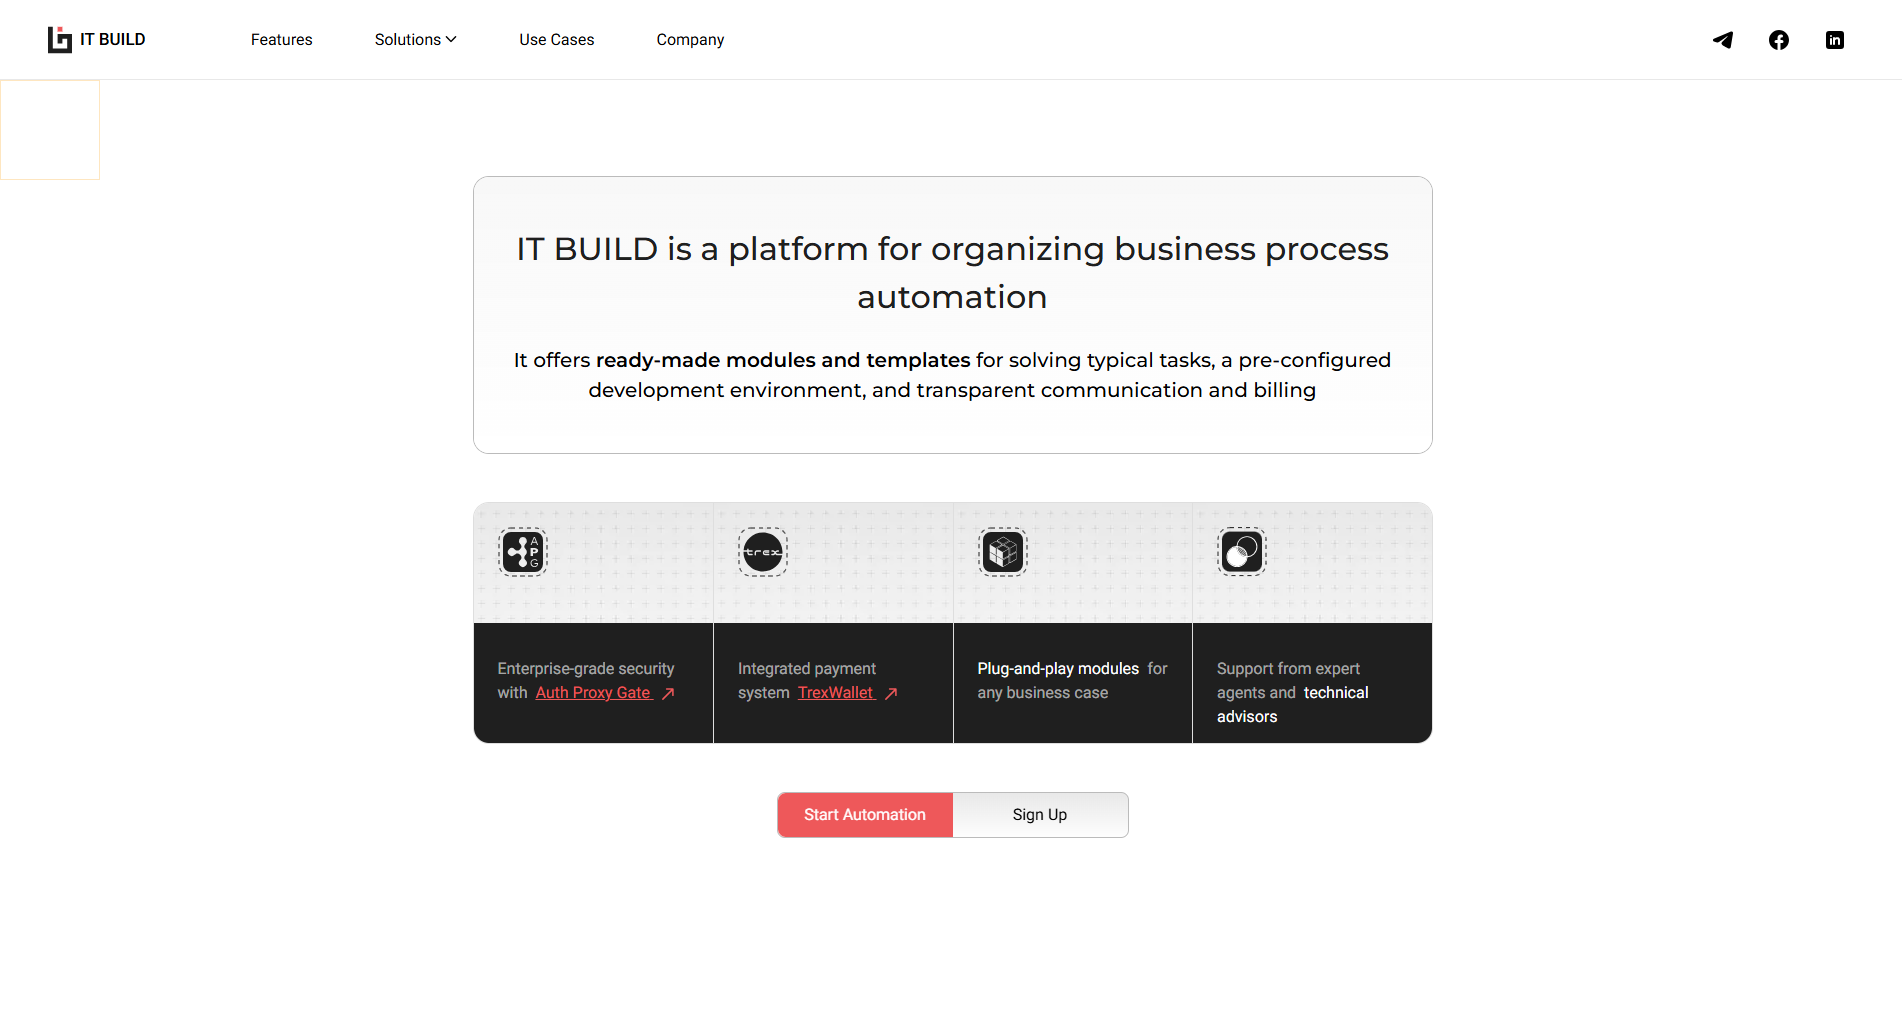 IT BUILD
Features
Solutions
Use Cases
Company
in
IT BUILD is a platform for organizing business process
automation
It offers ready-made modules and templates for solving typical tasks, a pre-configured
development environment, and transparent communication and billing
A
P
G
trex
Enterprise-grade security
with Auth Proxy Gate
Integrated payment
system TrexWallet
Plug-and-play modules for
any business case
Support from expert
agents and technical
advisors
Start Automation
Sign Up